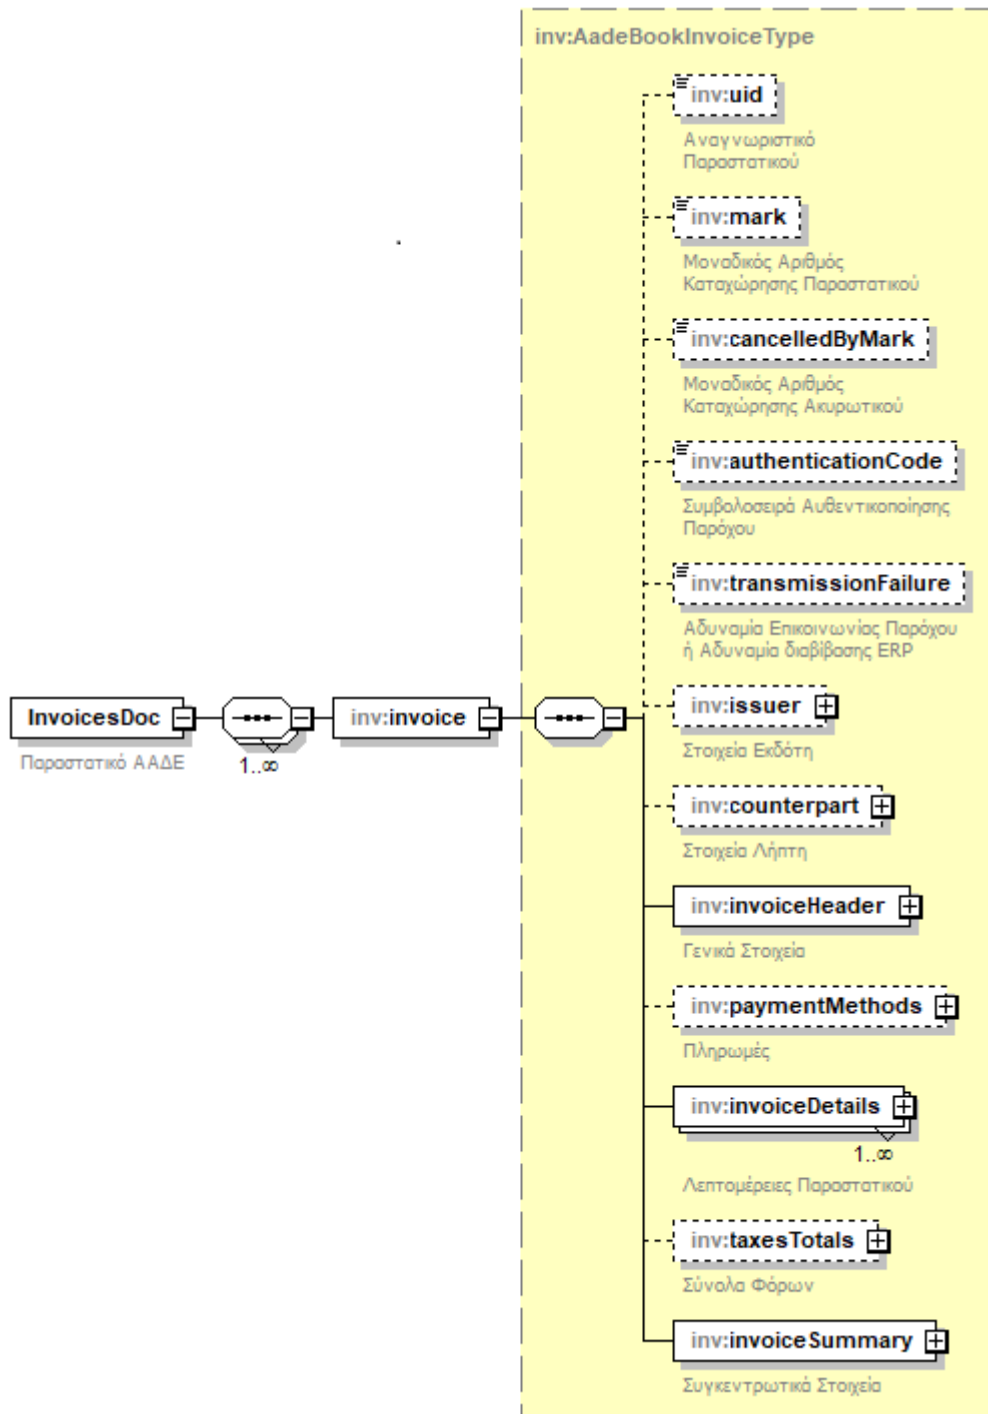 inv:AadeBookInvoiceType
inv:uid
Αναγνωριστικό
Παραστατικού
inv:mark
Μοναδικός Αριθμός
Καταχώρησης Παραστατικού
inv:cancelledByMark
Μοναδικός Αριθμός
Καταχώρησης Ακυρωτικού
inv:authenticationCode
Συμβολοσειρά Αυθεντικοποίησης
Παρόχου
inv:transmissionFailure
Αδυναμία Επικοινωνίας Παρόχου
ή Αδυναμία διαβίβασης ERP
InvoicesDoc
Παραστατικό ΑΑΔΕ
1..∞
inv:invoice
inv:issuer
Στοιχεία Εκδότη
inv:counterpart
Στοιχεία Λήπτη
inv:invoiceHeader
Γενικά Στοιχεία
inv:paymentMethods
Πληρωμές
inv:invoiceDetails
1..∞
Λεπτομέρειες Παραστατικού
inv:taxesTotals
Σύνολα Φόρων
inv:invoiceSummary
Συγκεντρωτικά Στοιχεία